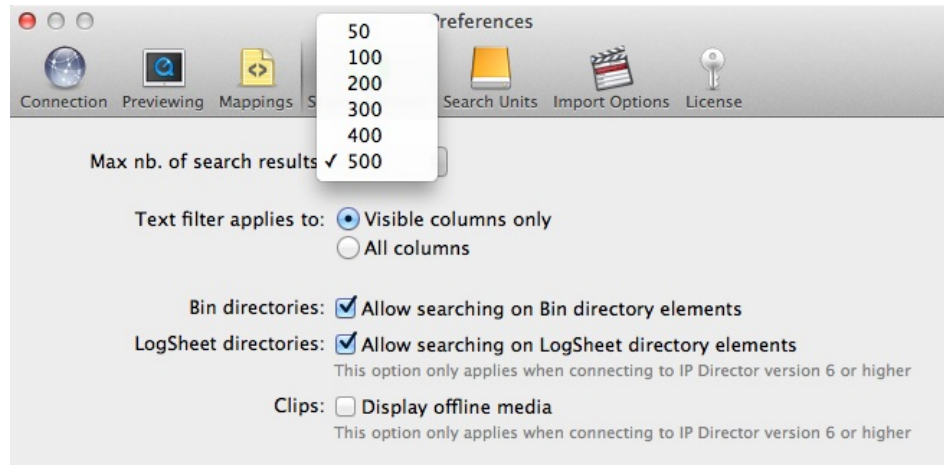 Preferences
50
100
200
300
400
✓ 500
Connection Previewing Mappings Search Units Import Options License
Max nb. of search results
Text filter applies to: Visible columns only
All columns
Bin directories: Allow searching on Bin directory elements
LogSheet directories: Allow searching on LogSheet directory elements
This option only applies when connecting to IP Director version 6 or higher
Clips: Display offline media
This option only applies when connecting to IP Director version 6 or higher